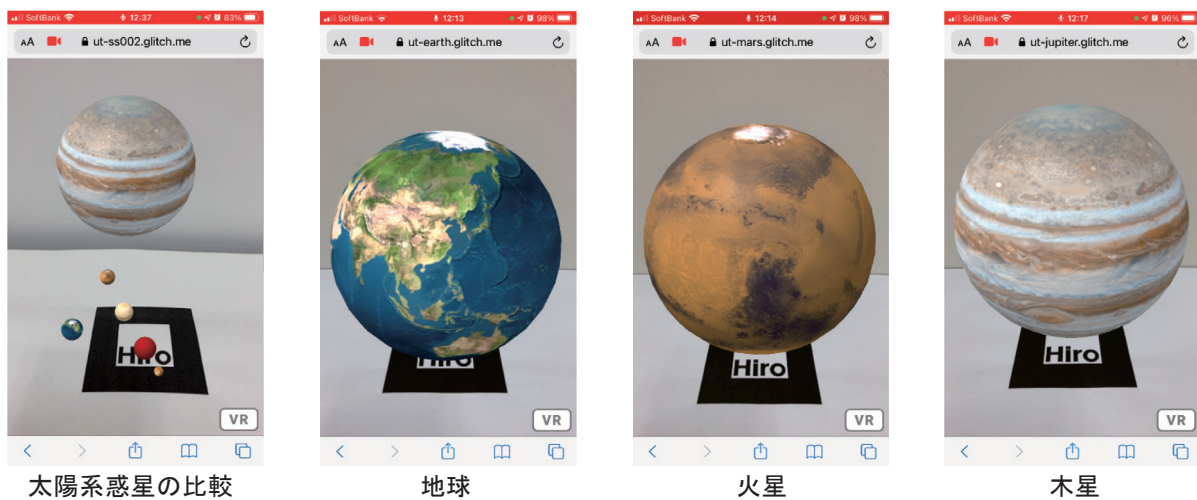 SoftBank 12:37 83%
AA ut-ss002.glitch.me
Hiro
VR
太陽系惑星の比較
SoftBank 12:13 98%
AA ut-earth.glitch.me
Hiro
VR
地球
SoftBank 12:14 98%
AA ut-mars.glitch.me
Hiro
VR
火星
SoftBank 12:17 96%
AA ut-jupiter.glitch.me
Hiro
VR
木星